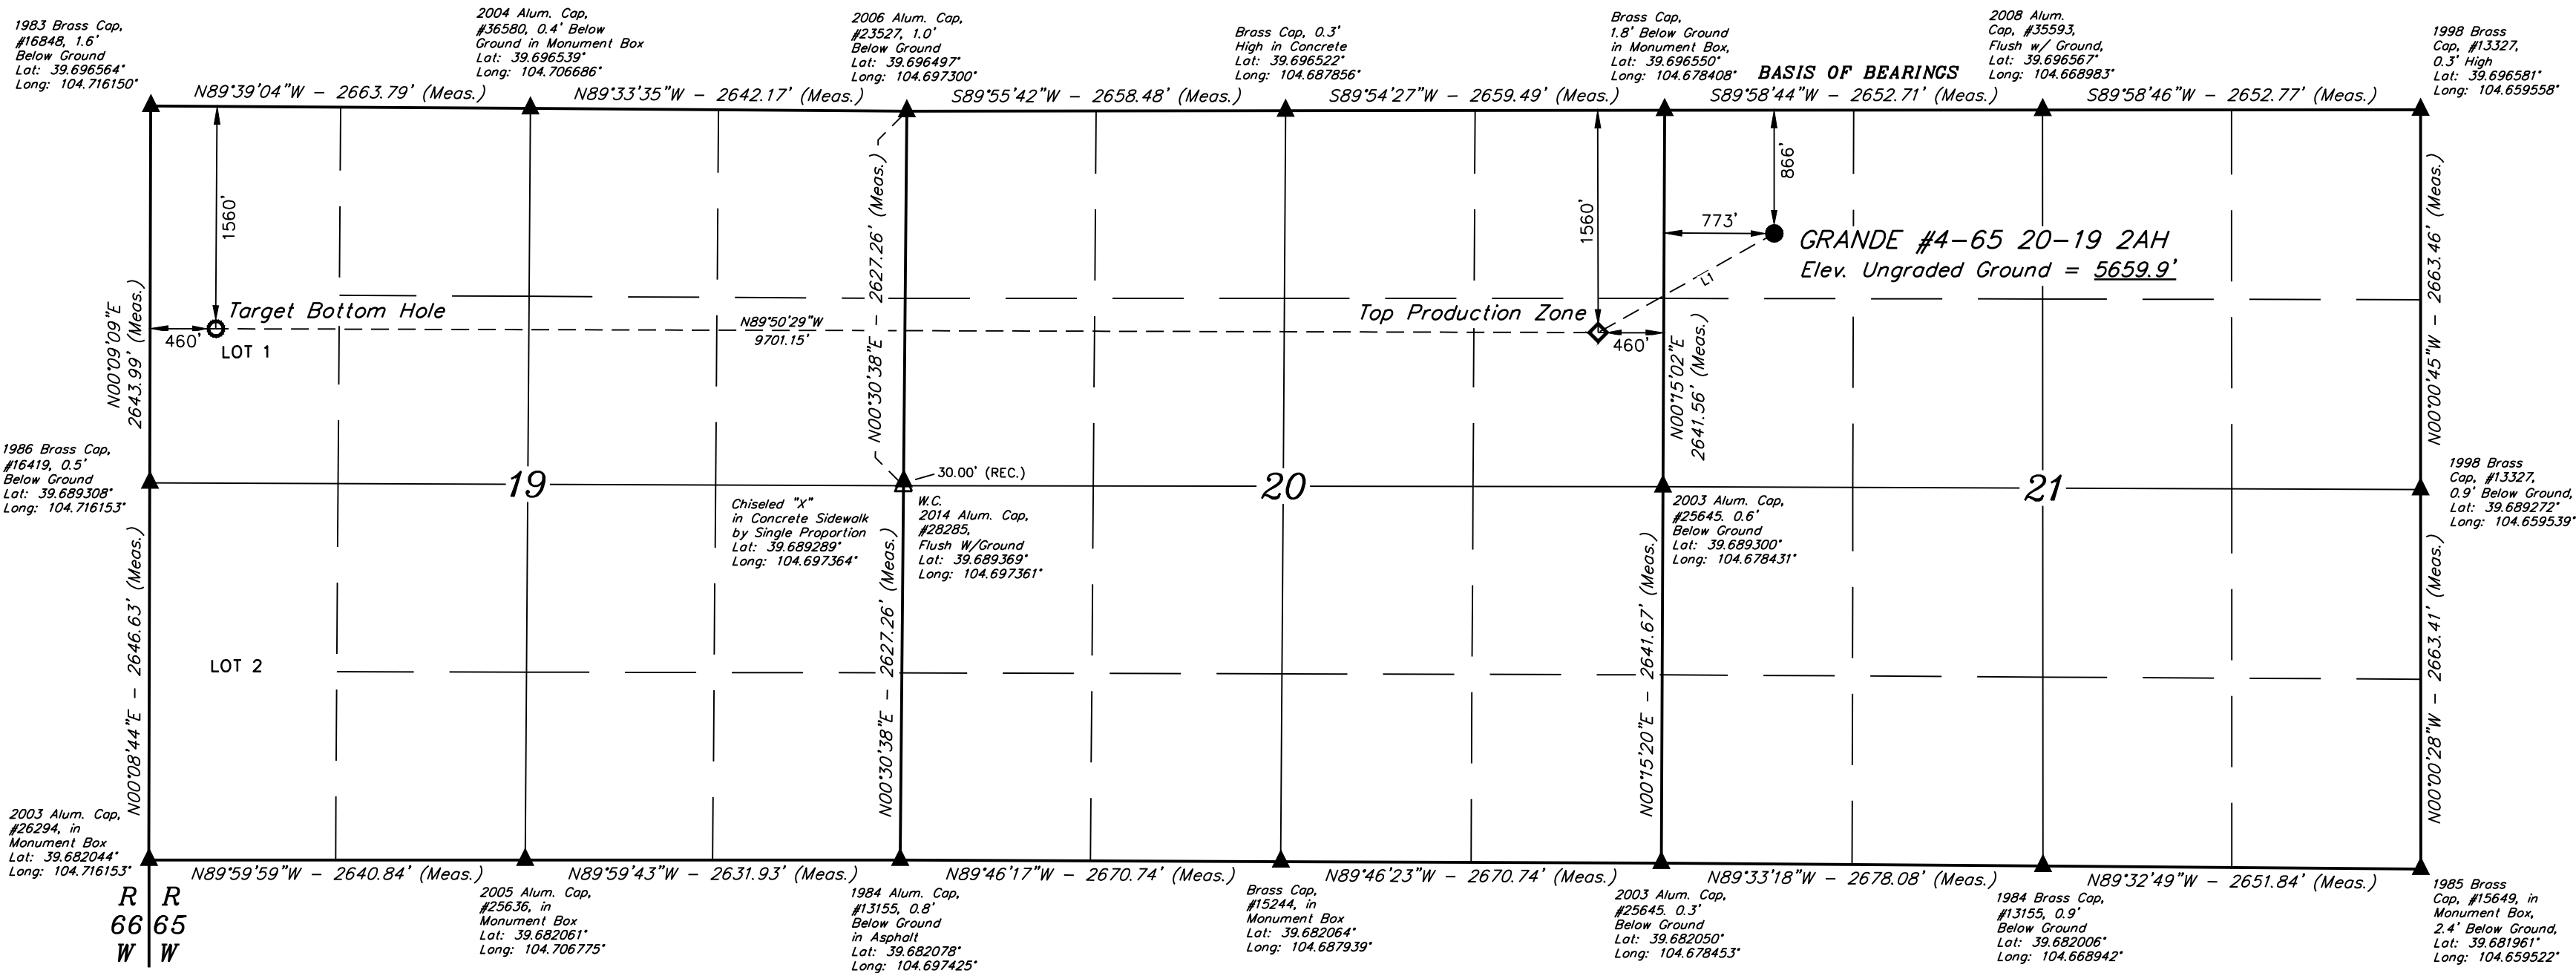 1983 Brass Cap,
#16848, 1.6'
Below Ground
Lat: 39.696564°
Long: 104.716150°
2004 Alum. Cap,
#36580, 0.4' Below
Ground in Monument Box
Lat: 39.696539°
Long: 104.706686°
2006 Alum. Cap,
#23527, 1.0'
Below Ground
Lat: 39.696497°
Long: 104.697300°
Brass Cap, 0.3'
High in Concrete
Lat: 39.696522°
Long: 104.687856°
Brass Cap,
1.8' Below Ground
in Monument Box,
Lat: 39.696550°
Long: 104.678408°
2008 Alum.
Cap, #35593,
Flush w/ Ground,
Lat: 39.696567°
Long: 104.668983°
1998 Brass
Cap, #13327,
0.3' High
Lat: 39.696581°
Long: 104.659558°
BASIS OF BEARINGS
N89°39'04"W - 2663.79' (Meas.)
N89°33'35"W - 2642.17' (Meas.)
S89°55'42"W - 2658.48' (Meas.)
S89°54'27"W - 2659.49' (Meas.)
S89°58'44"W - 2652.71' (Meas.)
S89°58'46"W - 2652.77' (Meas.)
1560'
N00°30'38"E - 2627.26' (Meas.)
1560'
866'
773'
GRANDE #4-65 20-19 2AH
Elev. Ungraded Ground = 5659.9'
L1
N00°00'45"W - 2663.46' (Meas.)
Target Bottom Hole
460'
LOT 1
N89°50'29"W
9701.15'
Top Production Zone
460'
N00°09'09"E
2643.99' (Meas.)
N00°15'02"E
2641.56' (Meas.)
1986 Brass Cap,
#16419, 0.5'
Below Ground
Lat: 39.689308°
Long: 104.716153°
19
30.00' (REC.)
20
21
Chiseled "X"
in Concrete Sidewalk
by Single Proportion
Lat: 39.689289°
Long: 104.697364°
W.C.
2014 Alum. Cap,
#28285,
Flush W/Ground
Lat: 39.689369°
Long: 104.697361°
2003 Alum. Cap,
#25645. 0.6'
Below Ground
Lat: 39.689300°
Long: 104.678431°
1998 Brass
Cap, #13327,
0.9' Below Ground,
Lat: 39.689272°
Long: 104.659539°
N00°08'44"E - 2646.63' (Meas.)
LOT 2
N00°30'38"E - 2627.26' (Meas.)
N00°15'20"E - 2641.67' (Meas.)
N00°00'28"W - 2663.41' (Meas.)
2003 Alum. Cap,
#26294, in
Monument Box
Lat: 39.682044°
Long: 104.716153°
N89°59'59"W - 2640.84' (Meas.)
N89°59'43"W - 2631.93' (Meas.)
N89°46'17"W - 2670.74' (Meas.)
N89°46'23"W - 2670.74' (Meas.)
N89°33'18"W - 2678.08' (Meas.)
N89°32'49"W - 2651.84' (Meas.)
R R
66 65
W W
2005 Alum. Cap,
#25636, in
Monument Box
Lat: 39.682061°
Long: 104.706775°
1984 Alum. Cap,
#13155, 0.8'
Below Ground
in Asphalt
Lat: 39.682078°
Long: 104.697425°
Brass Cap,
#15244, in
Monument Box
Lat: 39.682064°
Long: 104.687939°
2003 Alum. Cap,
#25645. 0.3'
Below Ground
Lat: 39.682050°
Long: 104.678453°
1984 Brass Cap,
#13155, 0.9'
Below Ground
Lat: 39.682006°
Long: 104.668942°
1985 Brass
Cap, #15649, in
Monument Box,
2.4' Below Ground,
Lat: 39.681961°
Long: 104.659522°